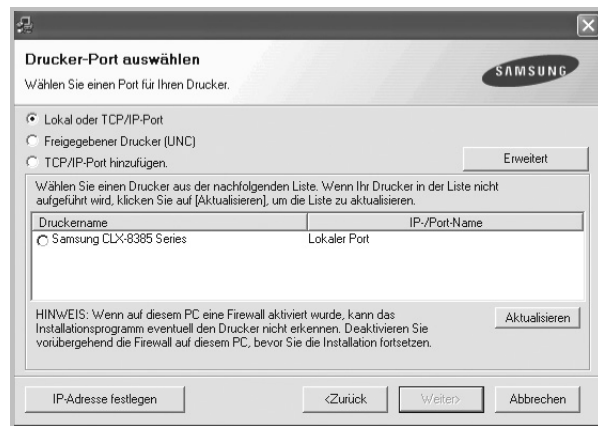 Drucker-Port auswählen
Wählen Sie einen Port für Ihren Drucker.
SAMSUNG
Lokal oder TCP/IP-Port
Freigegebener Drucker (UNC)
TCP/IP-Port hinzufügen.
Erweitert
Wählen Sie einen Drucker aus der nachfolgenden Liste. Wenn Ihr Drucker in der Liste nicht
aufgeführt wird, klicken Sie auf [Aktualisieren], um die Liste zu aktualisieren.
Druckername IP-/Port-Name
Samsung CLX-8385 Series Lokaler Port
HINWEIS: Wenn auf diesem PC eine Firewall aktiviert wurde, kann das
Installationsprogramm eventuell den Drucker nicht erkennen. Deaktivieren Sie
vorübergehend die Firewall auf diesem PC, bevor Sie die Installation fortsetzen.
Aktualisieren
IP-Adresse festlegen <Zurück Weiter> Abbrechen